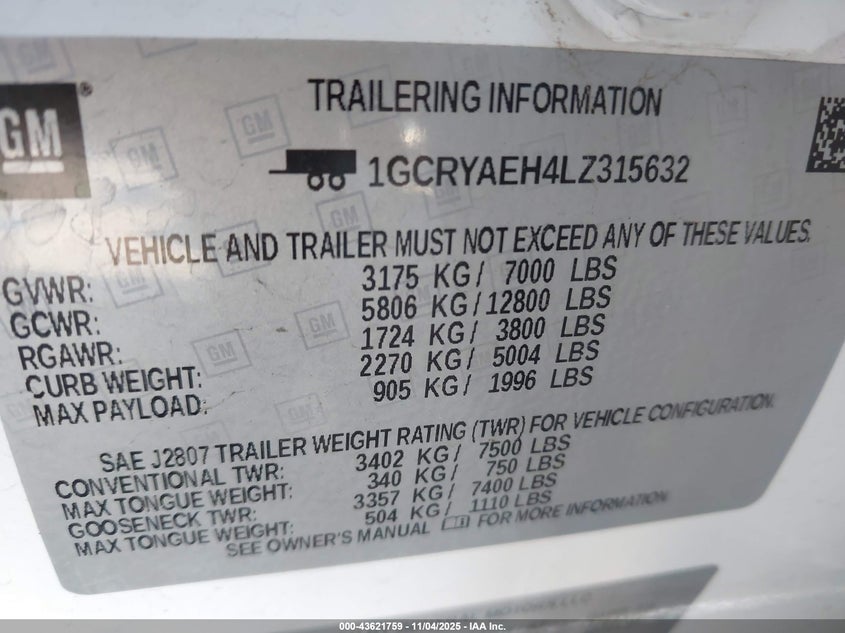 GM®
TRAILERING INFORMATION
1GCRYAEH4LZ315632
VEHICLE AND TRAILER MUST NOT EXCEED ANY OF THESE VALUES.
GVWR: 3175 KG/ 7000 LBS
GCWR: 5806 KG/12800 LBS
RGAWR: 1724 KG/ 3800 LBS
CURB WEIGHT: 2270 KG/ 5004 LBS
MAX PAYLOAD: 905 KG/ 1996 LBS
SAE J2807 TRAILER WEIGHT RATING (TWR) FOR VEHICLE CONFIGURATION.
CONVENTIONAL TWR: 3402 KG/ 7500 LBS
MAX TONGUE WEIGHT: 340 KG/ 750 LBS
GOOSENECK TWR: 3357 KG/ 7400 LBS
MAX TONGUE WEIGHT: 504 KG/ 1110 LBS
SEE OWNER'S MANUAL FOR MORE INFORMATION
000-43621759 — 11/04/2025 — IAA Inc.